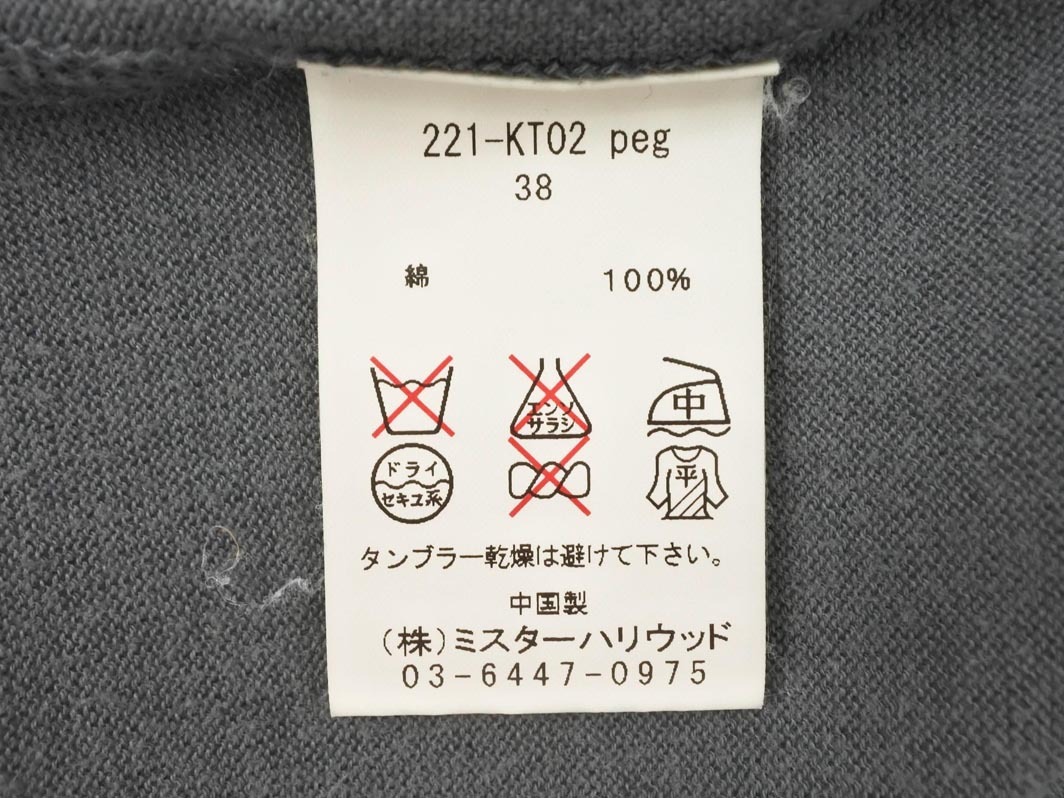 221-KT02 peg
38
綿 100%
エンソ
サラシ
中
ドライ
セキユ系
平
タンブラー乾燥は避けて下さい。
中国製
(株)ミスターハリウッド
03-6447-0975